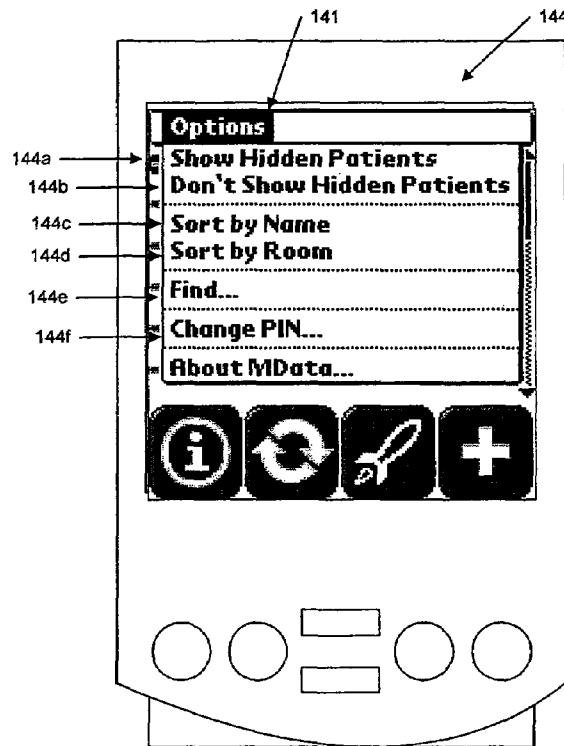 141
144
Options
144a
Show Hidden Patients
144b
Don't Show Hidden Patients
144c
Sort by Name
144d
Sort by Room
144e
Find...
144f
Change PIN...
About MData...
i